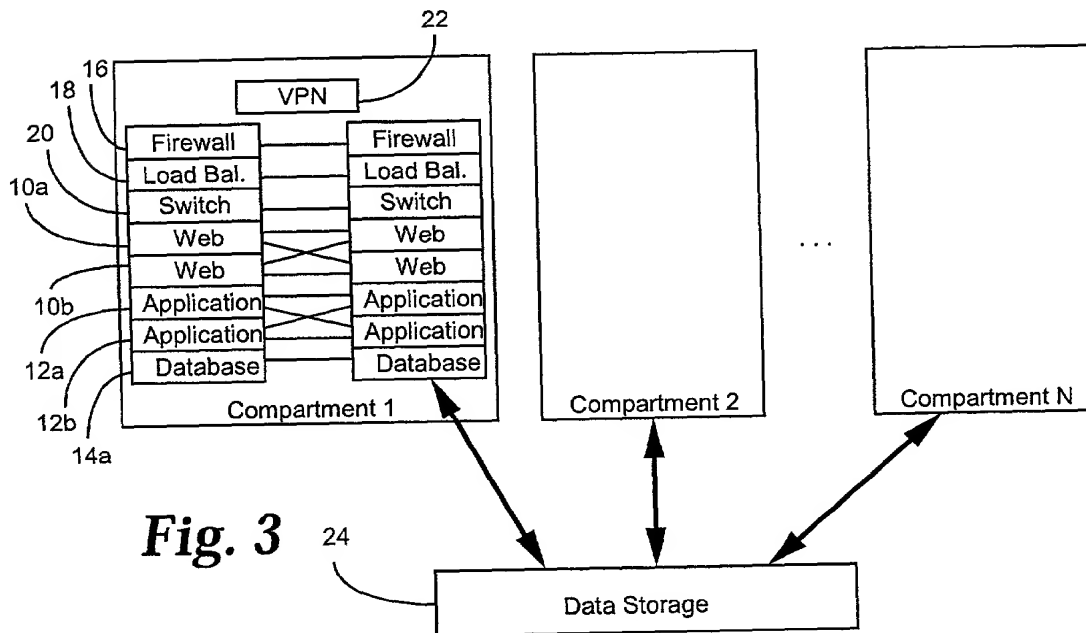 22
16
18
20
10a
10b
12a
12b
14a
VPN
Firewall
Load Bal.
Switch
Web
Web
Application
Application
Database
Firewall
Load Bal.
Switch
Web
Web
Application
Application
Database
Compartment 1
Compartment 2
...
Compartment N
Fig. 3
24
Data Storage